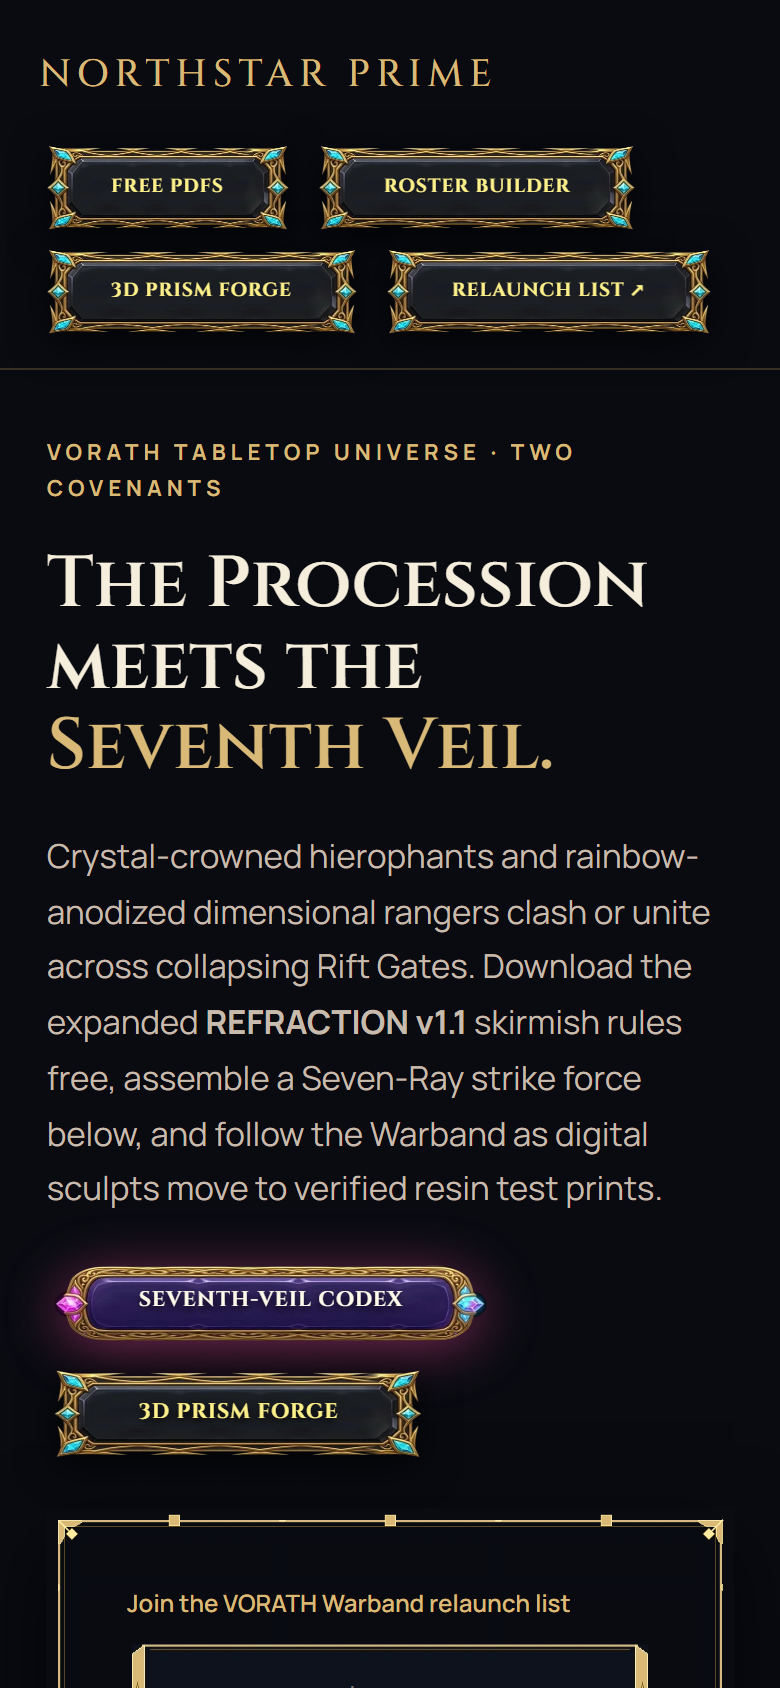 NORTHSTAR PRIME
FREE PDFS
ROSTER BUILDER
3D PRISM FORGE
RELAUNCH LIST ↗
VORATH TABLETOP UNIVERSE · TWO
COVENANTS
The Procession
meets the
Seventh Veil.
Crystal-crowned hierophants and rainbow-
anodized dimensional rangers clash or unite
across collapsing Rift Gates. Download the
expanded REFRACTION v1.1 skirmish rules
free, assemble a Seven-Ray strike force
below, and follow the Warband as digital
sculpts move to verified resin test prints.
SEVENTH-VEIL CODEX
3D PRISM FORGE
Join the VORATH Warband relaunch list